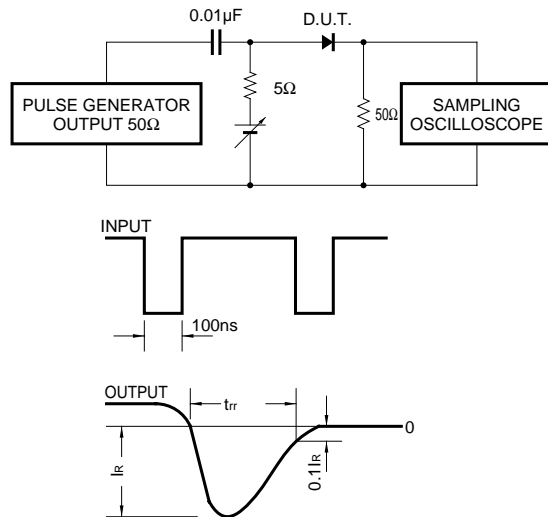 0.01μF
D.U.T.
5Ω
50Ω
PULSE GENERATOR
OUTPUT 50Ω
SAMPLING
OSCILLOSCOPE
INPUT
100ns
OUTPUT
trr
0
IR
0.1IR